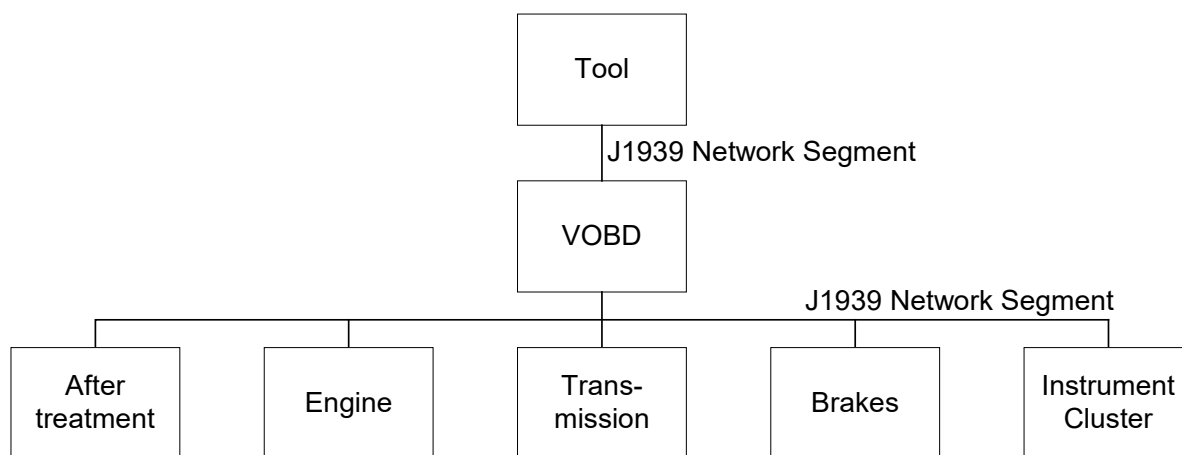 Tool
J1939 Network Segment
VOBD
J1939 Network Segment
After
treatment
Engine
Trans-
mission
Brakes
Instrument
Cluster